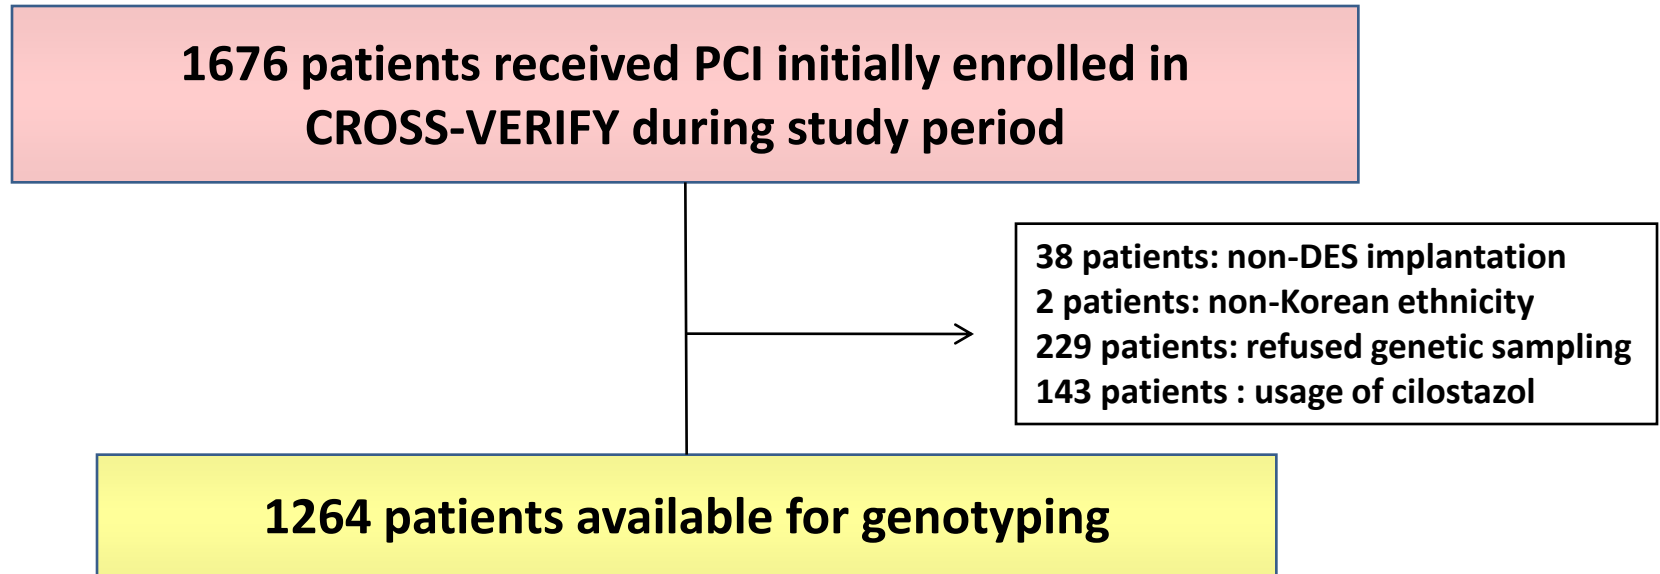 1676 patients received PCI initially enrolled in
CROSS-VERIFY during study period
38 patients: non-DES implantation
2 patients: non-Korean ethnicity
229 patients: refused genetic sampling
143 patients : usage of cilostazol
1264 patients available for genotyping